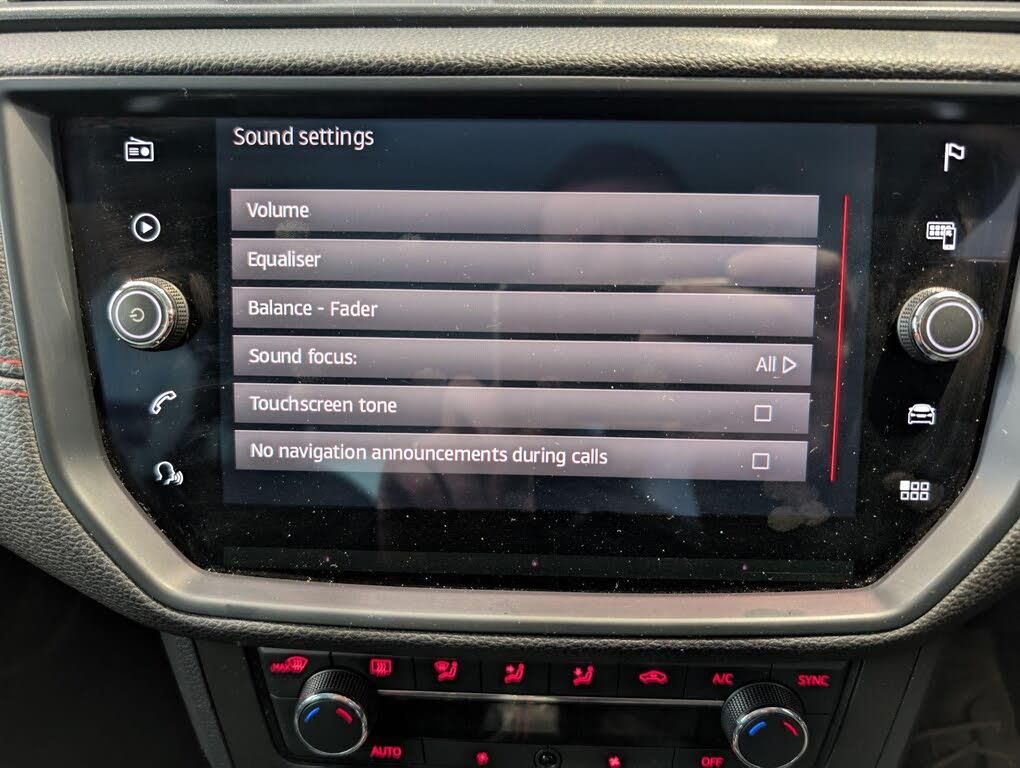 Sound settings
Volume
Equaliser
Balance - Fader
Sound focus: All
Touchscreen tone
No navigation announcements during calls
MAX A/C SYNC
AUTO OFF